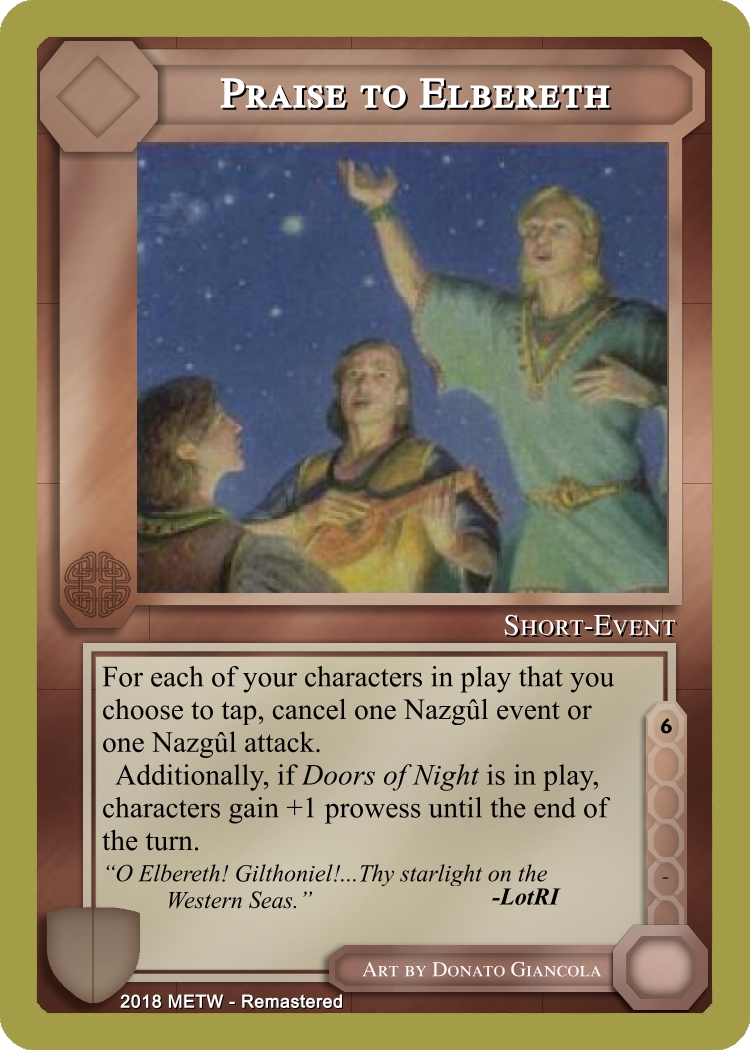 Praise to Elbereth
Short-Event
For each of your characters in play that you
choose to tap, cancel one Nazgûl event or
one Nazgûl attack.
Additionally, if Doors of Night is in play,
characters gain +1 prowess until the end of
the turn.
“O Elbereth! Gilthoniel!...Thy starlight on the
Western Seas.” -LotRI
6
-
Art by Donato Giancola
2018 METW - Remastered